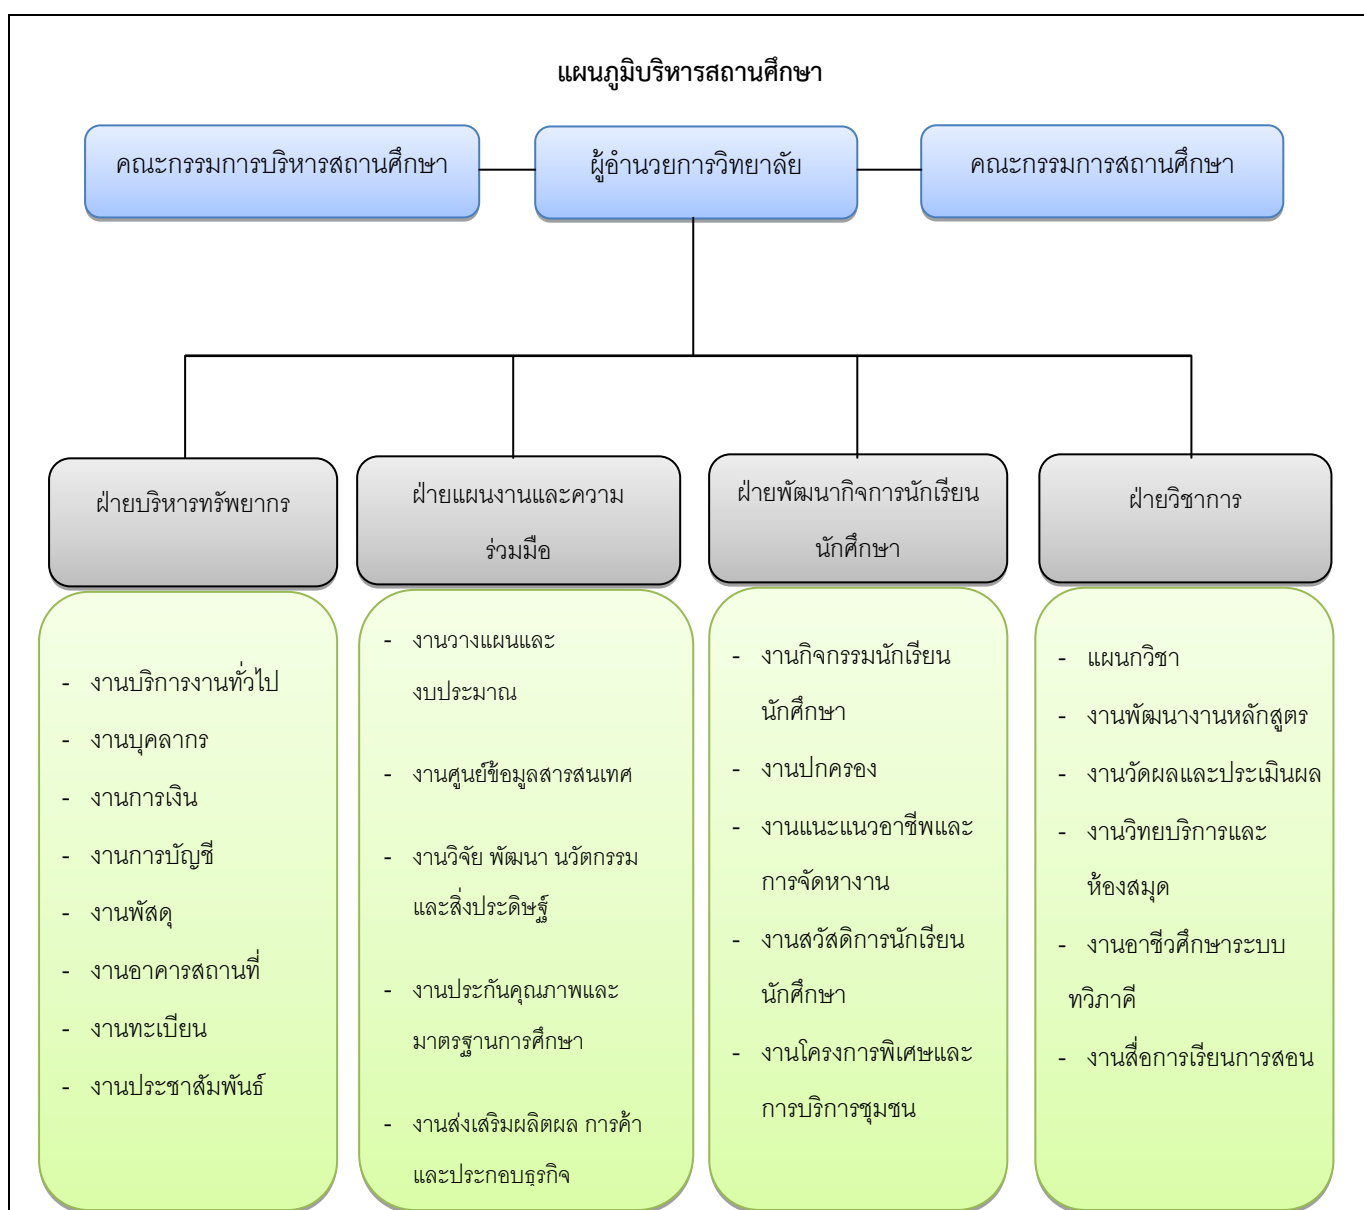 แผนภูมิบริหารสถานศึกษา
คณะกรรมการบริหารสถานศึกษา
ผู้อำนวยการวิทยาลัย
คณะกรรมการสถานศึกษา
ฝ่ายบริหารทรัพยากร
- งานบริการงานทั่วไป
- งานบุคลากร
- งานการเงิน
- งานการบัญชี
- งานพัสดุ
- งานอาคารสถานที่
- งานทะเบียน
- งานประชาสัมพันธ์
ฝ่ายแผนงานและความ
ร่วมมือ
- งานวางแผนและ
งบประมาณ
- งานศูนย์ข้อมูลสารสนเทศ
- งานวิจัย พัฒนา นวัตกรรม
และสิ่งประดิษฐ์
- งานประกันคุณภาพและ
มาตรฐานการศึกษา
- งานส่งเสริมผลิตผล การค้า
และประกอบธุรกิจ
ฝ่ายพัฒนากิจการนักเรียน
นักศึกษา
- งานกิจกรรมนักเรียน
นักศึกษา
- งานปกครอง
- งานแนะแนวอาชีพและ
การจัดหางาน
- งานสวัสดิการนักเรียน
นักศึกษา
- งานโครงการพิเศษและ
การบริการชุมชน
ฝ่ายวิชาการ
- แผนกวิชา
- งานพัฒนางานหลักสูตร
- งานวัดผลและประเมินผล
- งานวิทยบริการและ
ห้องสมุด
- งานอาชีวศึกษาระบบ
ทวิภาคี
- งานสื่อการเรียนการสอน